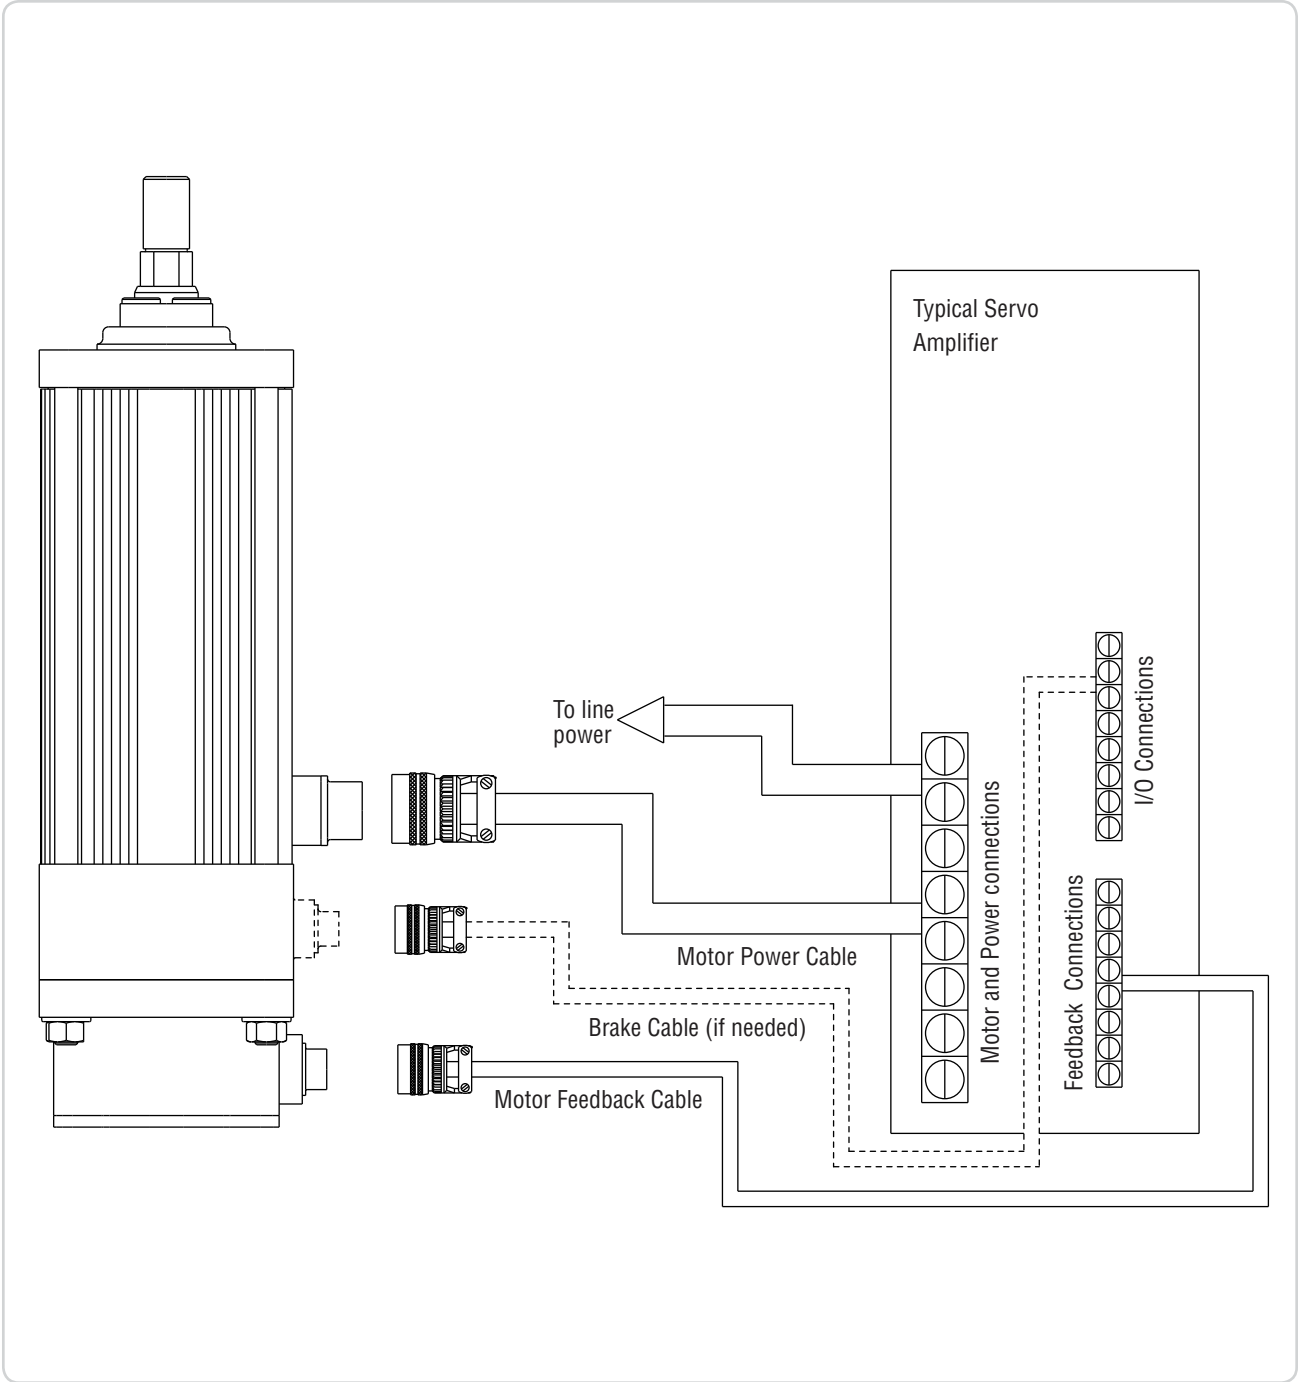 Typical Servo
Amplifier
To line
power
I/O Connections
Motor and Power connections
Feedback Connections
Motor Power Cable
Brake Cable (if needed)
Motor Feedback Cable